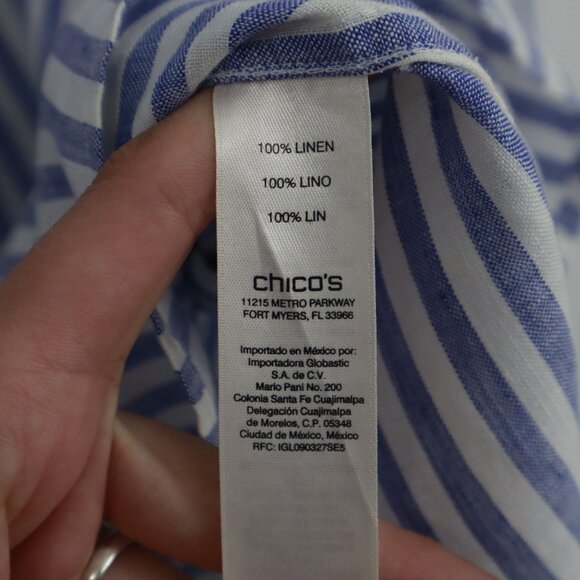 100% LINEN
100% LINO
100% LIN
chico's
11215 METRO PARKWAY
FORT MYERS, FL 33966
Importado en México por:
Importadora Globastic
S.A. de C.V.
Mario Pani No. 200
Colonia Santa Fe Cuajimalpa
Delegación Cuajimalpa
de Morelos, C.P. 05348
Ciudad de México, México
RFC: IGL090327SE5